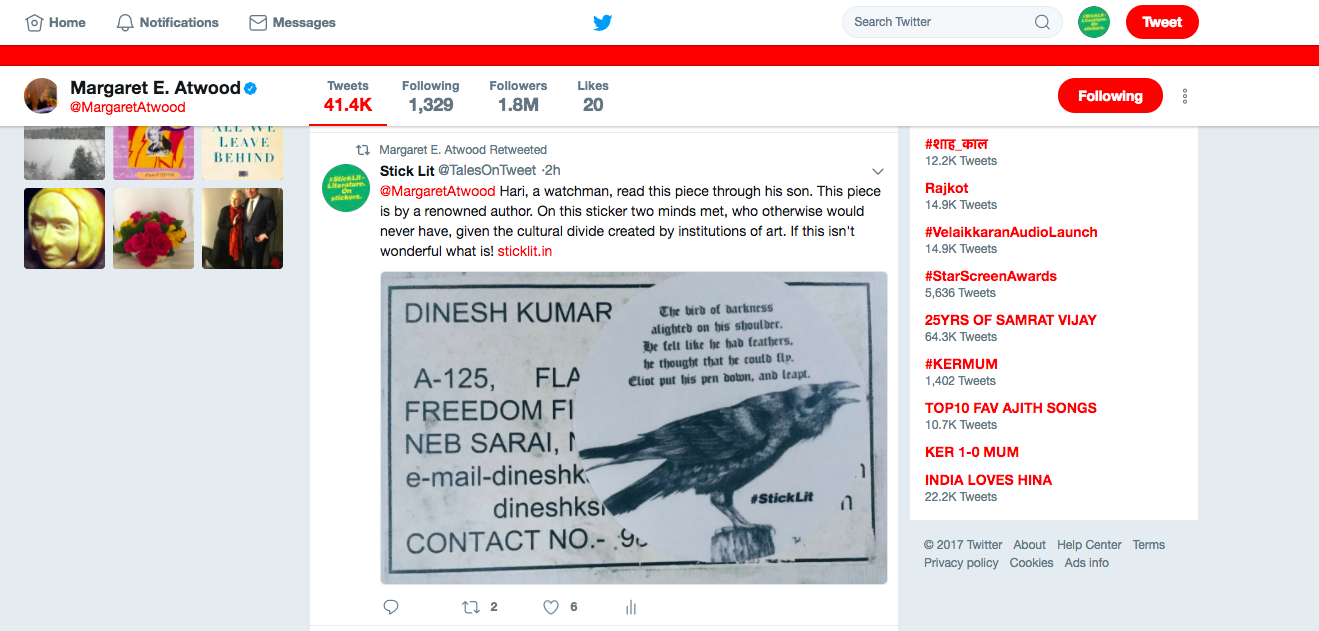 Home Notifications Messages
Search Twitter
#StickLit-
Literature.
On
stickers.
Tweet
Margaret E. Atwood
@MargaretAtwood
Tweets Following Followers Likes
41.4K 1,329 1.8M 20
Following
ALL WE
LEAVE
BEHIND
Margaret E. Atwood Retweeted
#StickLit-
Literature.
On
stickers.
Stick Lit @TalesOnTweet ·2h
@MargaretAtwood Hari, a watchman, read this piece through his son. This piece
is by a renowned author. On this sticker two minds met, who otherwise would
never have, given the cultural divide created by institutions of art. If this isn't
wonderful what is! sticklit.in
DINESH KUMAR
A-125, FLA
FREEDOM FI
NEB SARAI, N
e-mail-dineshk
dineshks
CONTACT NO.- :9
The bird of darkness
alighted on his shoulder.
He felt like he had feathers,
he thought that he could fly.
Eliot put his pen down, and leapt.
#StickLit
2 6
#शाह_काल
12.2K Tweets
Rajkot
14.9K Tweets
#VelaikkaranAudioLaunch
14.9K Tweets
#StarScreenAwards
5,636 Tweets
25YRS OF SAMRAT VIJAY
64.3K Tweets
#KERMUM
1,402 Tweets
TOP10 FAV AJITH SONGS
10.7K Tweets
KER 1-0 MUM
INDIA LOVES HINA
22.2K Tweets
© 2017 Twitter About Help Center Terms
Privacy policy Cookies Ads info